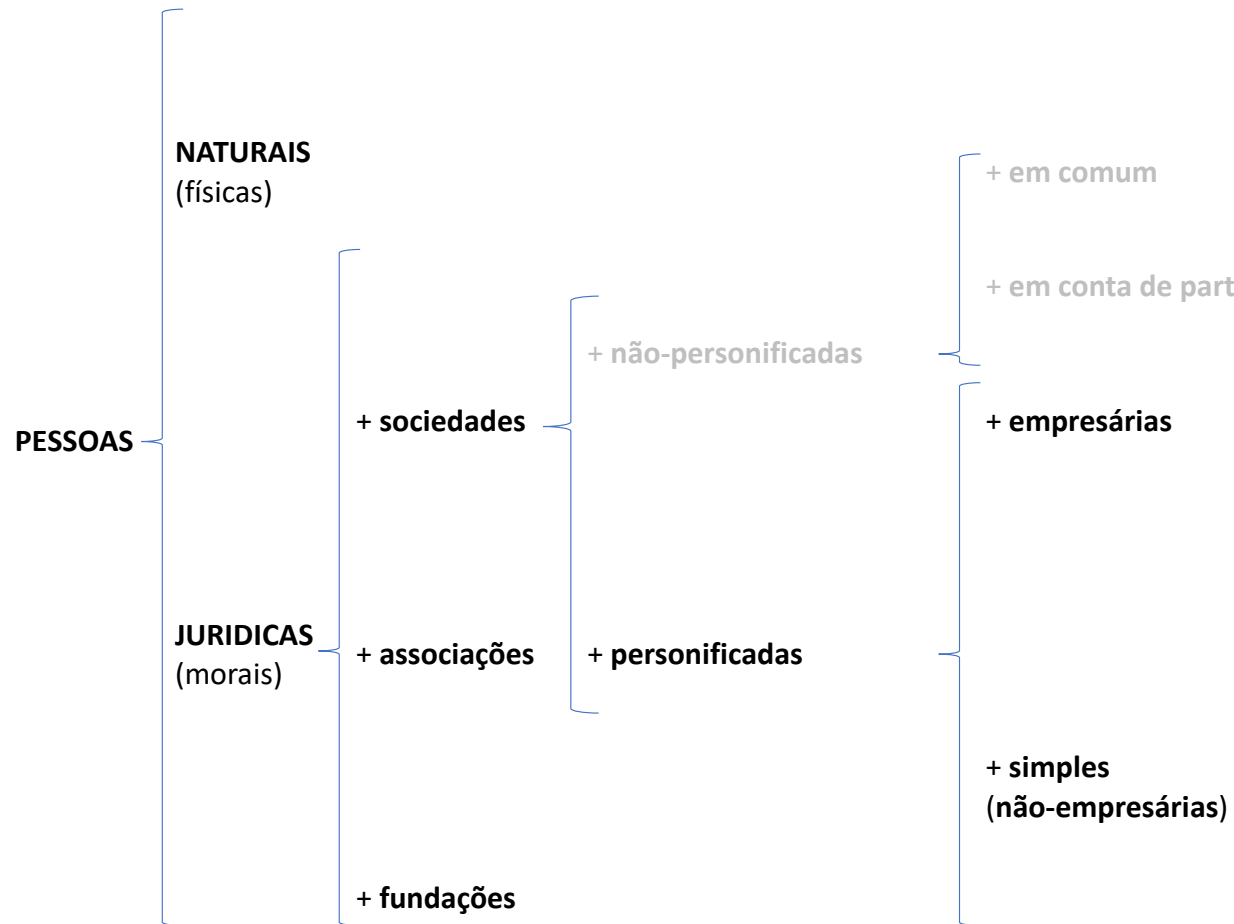 NATURAIS
(físicas)
+ em comum
+ em conta de part
+ não-personificadas
+ sociedades
+ empresárias
PESSOAS
JURIDICAS
(morais)
+ associações
+ personificadas
+ simples
(não-empresárias)
+ fundações